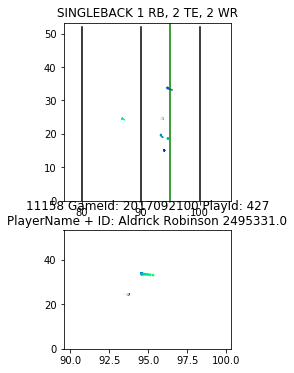 SINGLEBACK 1 RB, 2 TE, 2 WR
50
40
30
20
10
0
80 90 100
11158 GameId: 2017092100 PlayId: 427
PlayerName + ID: Aldrick Robinson 2495331.0
40
20
0
90.0 92.5 95.0 97.5 100.0